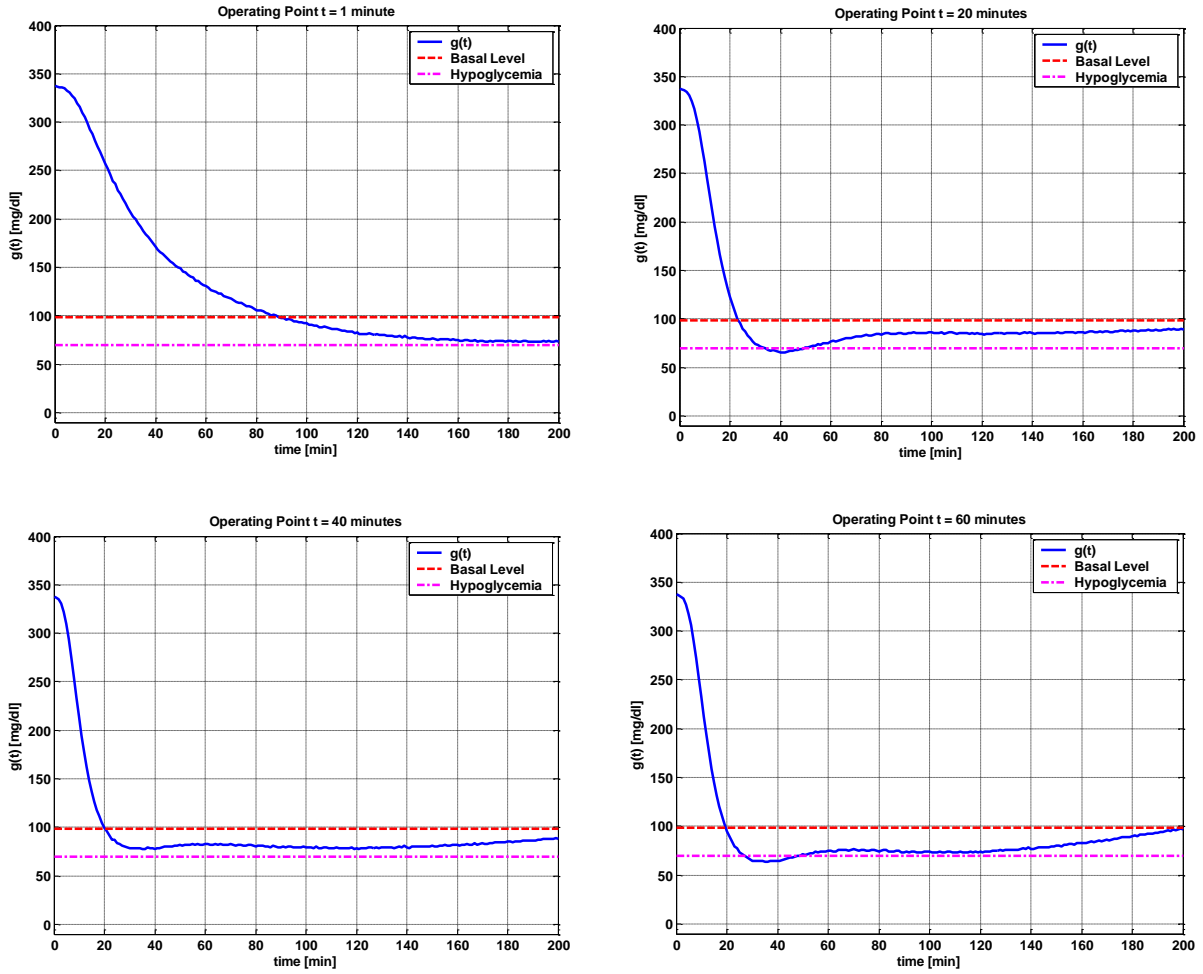 Operating Point t = 1 minute
g(t) [mg/dl]
400
350
300
250
200
150
100
50
0
g(t)
Basal Level
Hypoglycemia
0 20 40 60 80 100 120 140 160 180 200
time [min]
Operating Point t = 20 minutes
g(t) [mg/dl]
400
350
300
250
200
150
100
50
0
g(t)
Basal Level
Hypoglycemia
0 20 40 60 80 100 120 140 160 180 200
time [min]
Operating Point t = 40 minutes
g(t) [mg/dl]
400
350
300
250
200
150
100
50
0
g(t)
Basal Level
Hypoglycemia
0 20 40 60 80 100 120 140 160 180 200
time [min]
Operating Point t = 60 minutes
g(t) [mg/dl]
400
350
300
250
200
150
100
50
0
g(t)
Basal Level
Hypoglycemia
0 20 40 60 80 100 120 140 160 180 200
time [min]